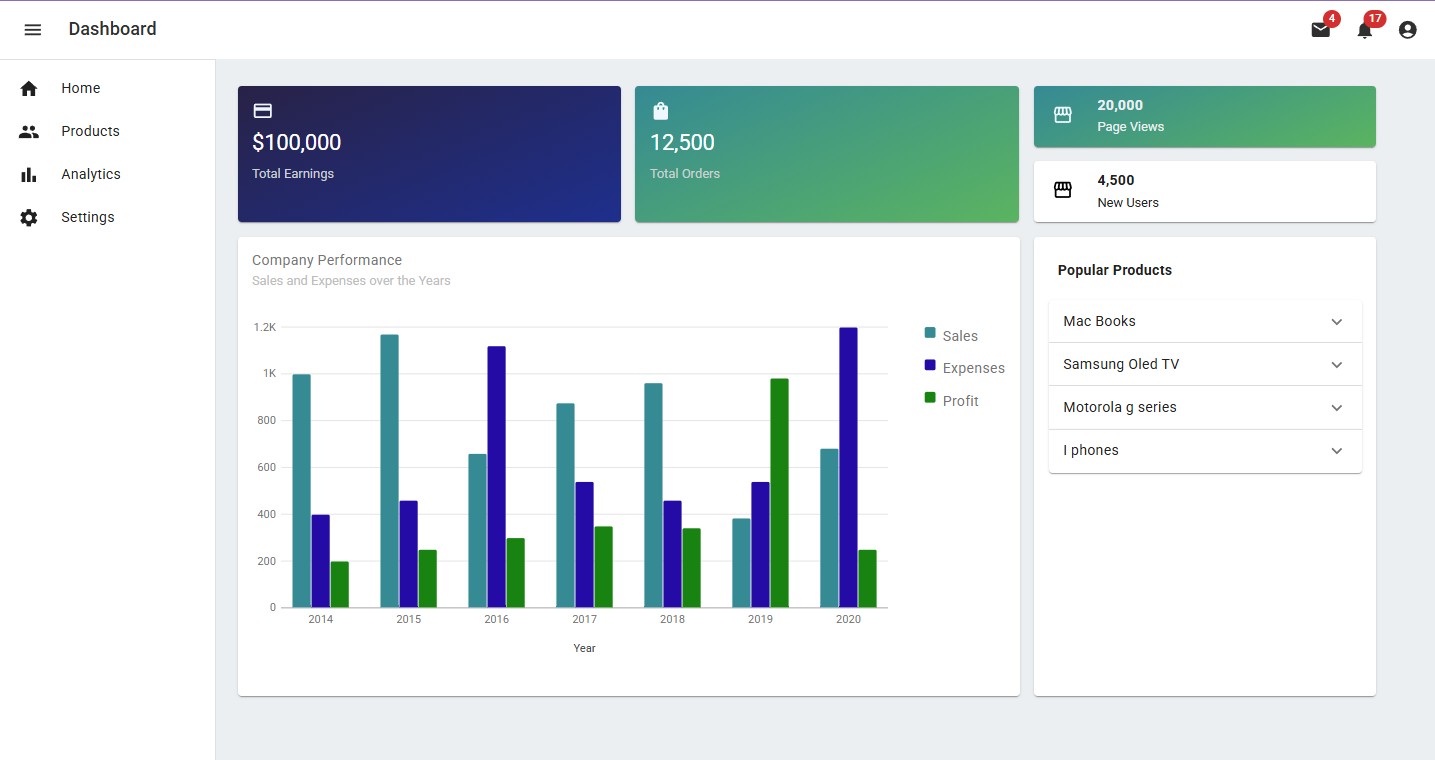 Dashboard
4
17
Home
Products
Analytics
Settings
$100,000
Total Earnings
12,500
Total Orders
20,000
Page Views
4,500
New Users
Company Performance
Sales and Expenses over the Years
1.2K
1K
800
600
400
200
0
2014 2015 2016 2017 2018 2019 2020
Year
Sales
Expenses
Profit
Popular Products
Mac Books
Samsung Oled TV
Motorola g series
I phones